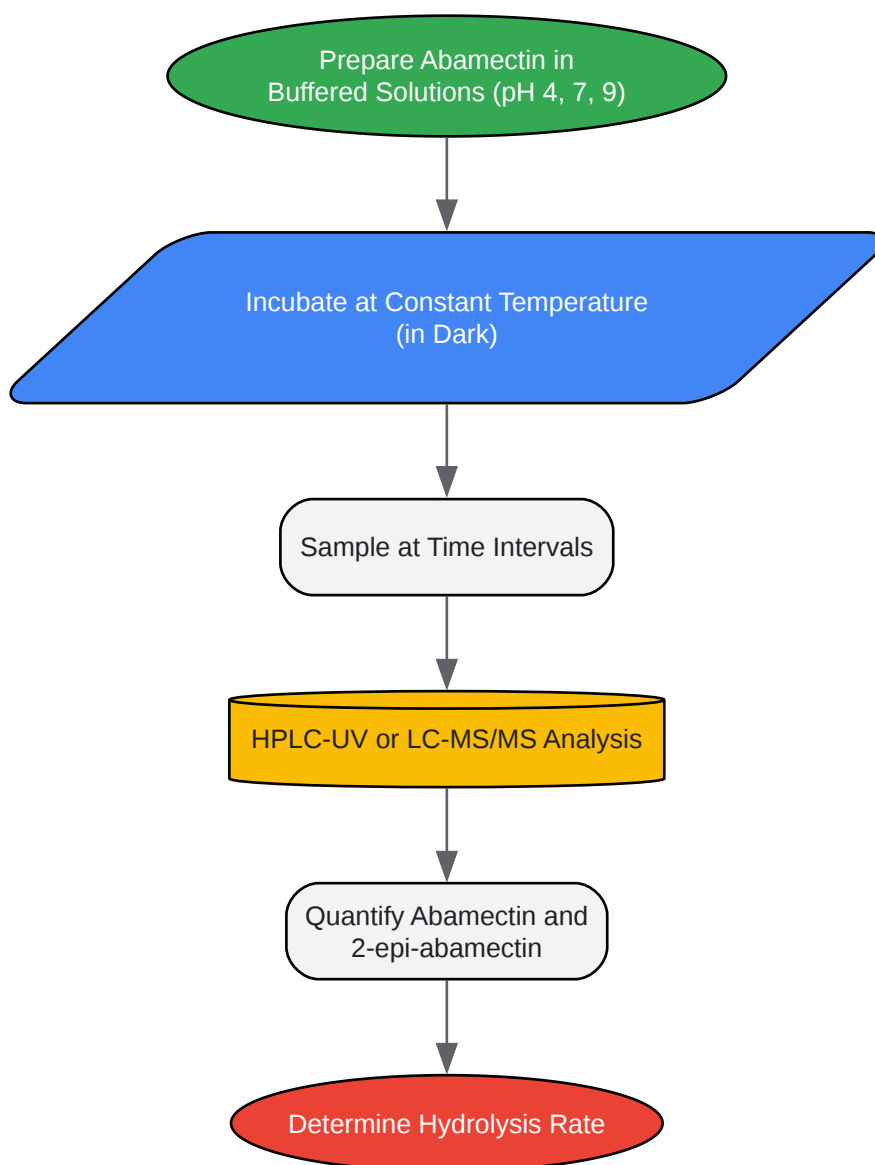 Prepare Abamectin in
Buffered Solutions (pH 4, 7, 9)
Incubate at Constant Temperature
(in Dark)
Sample at Time Intervals
HPLC-UV or LC-MS/MS Analysis
Quantify Abamectin and
2-epi-abamectin
Determine Hydrolysis Rate